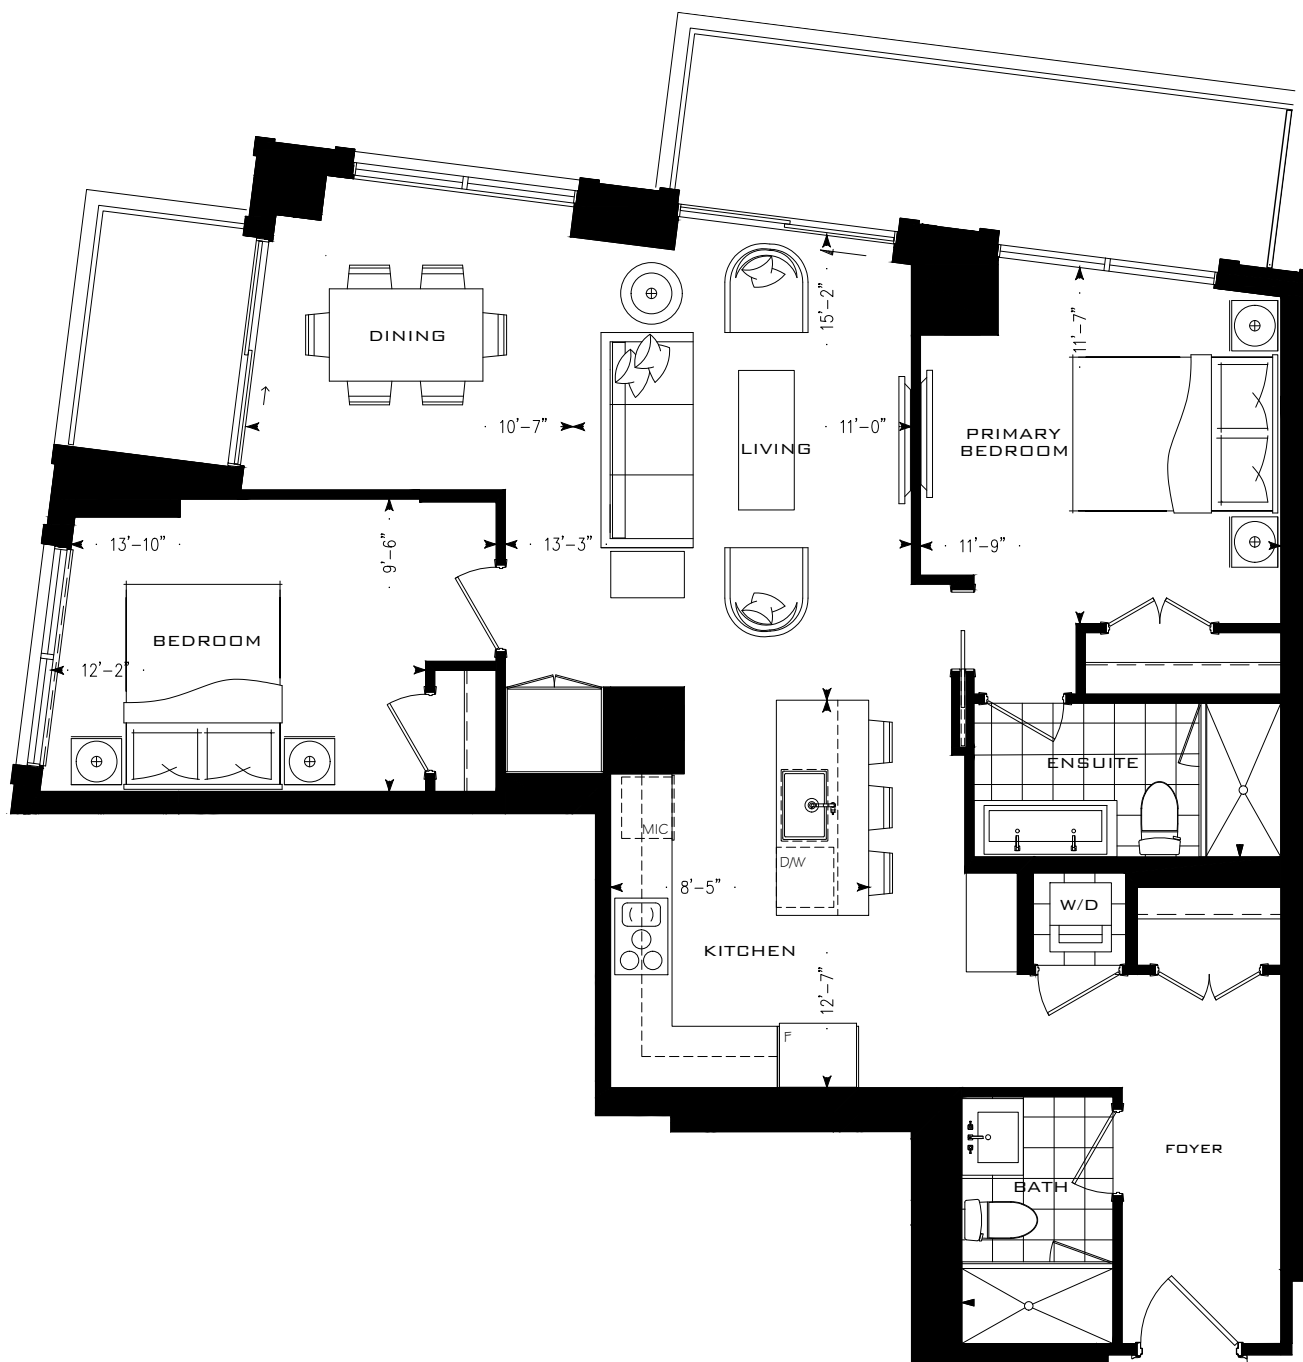 15'-2"
11'-7"
DINING
10'-7"
11'-0"
LIVING
PRIMARY
BEDROOM
13'-10"
9'-6"
13'-3"
11'-9"
BEDROOM
12'-2"
ENSUITE
MIC
D/W
8'-5"
W/D
KITCHEN
12'-7"
F
FOYER
BATH